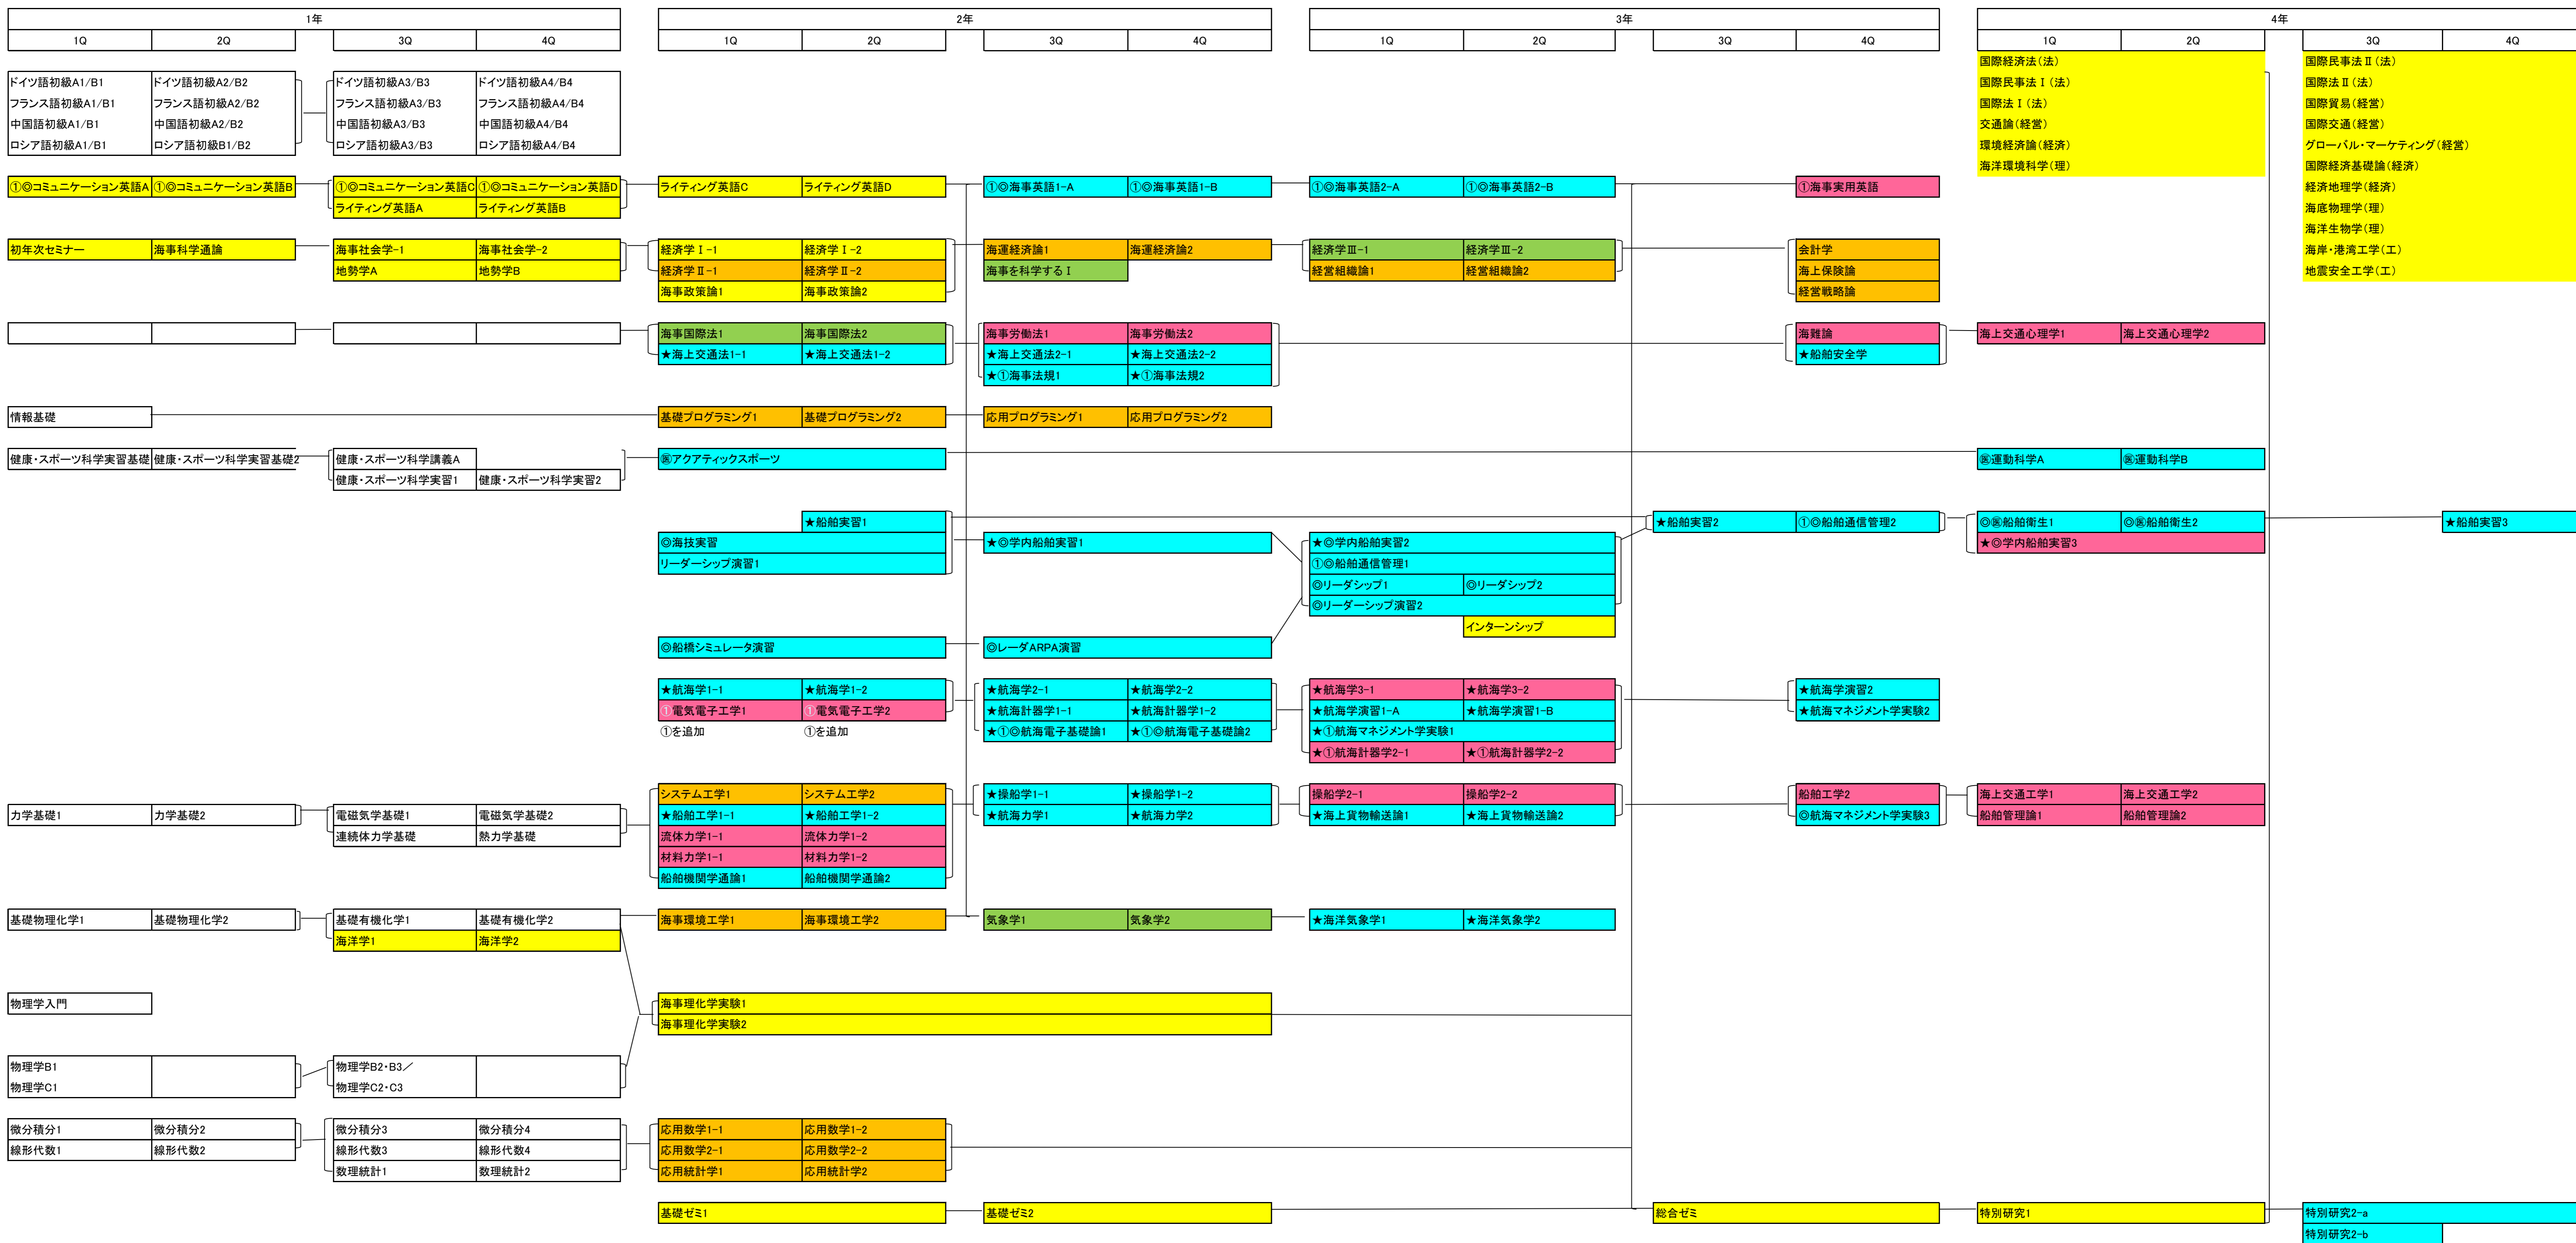 1年 2年 3年 4年
1Q 2Q 3Q 4Q 1Q 2Q 3Q 4Q 1Q 2Q 3Q 4Q 1Q 2Q 3Q 4Q
国際経済法(法) 国際民事法Ⅱ(法)
ドイツ語初級A1/B1 ドイツ語初級A2/B2 ドイツ語初級A3/B3 ドイツ語初級A4/B4 国際民事法Ⅰ(法) 国際法Ⅱ(法)
フランス語初級A1/B1 フランス語初級A2/B2 フランス語初級A3/B3 フランス語初級A4/B4 国際法Ⅰ(法) 国際貿易(経営)
中国語初級A1/B1 中国語初級A2/B2 中国語初級A3/B3 中国語初級A4/B4 交通論(経営) 国際交通(経営)
ロシア語初級A1/B1 ロシア語初級B1/B2 ロシア語初級A3/B3 ロシア語初級A4/B4 環境経済論(経済) グローバル・マーケティング(経営)
海洋環境科学(理) 国際経済基礎論(経済)
①◎コミュニケーション英語A ①◎コミュニケーション英語B ①◎コミュニケーション英語C ①◎コミュニケーション英語D ライティング英語C ライティング英語D ①◎海事英語1-A ①◎海事英語1-B ①◎海事英語2-A ①◎海事英語2-B ①海事実用英語 経済地理学(経済)
ライティング英語A ライティング英語B 海底物理学(理)
海洋生物学(理)
初年次セミナー 海事科学通論 海事社会学-1 海事社会学-2 経済学Ⅰ-1 経済学Ⅰ-2 海運経済論1 海運経済論2 経済学Ⅲ-1 経済学Ⅲ-2 会計学 海岸・港湾工学(工)
地勢学A 地勢学B 経済学Ⅱ-1 経済学Ⅱ-2 海事を科学するⅠ 経営組織論1 経営組織論2 海上保険論 地震安全工学(工)
海事政策論1 海事政策論2 経営戦略論
海事国際法1 海事国際法2 海事労働法1 海事労働法2 海難論 海上交通心理学1 海上交通心理学2
★海上交通法1-1 ★海上交通法1-2 ★海上交通法2-1 ★海上交通法2-2 ★船舶安全学
★①海事法規1 ★①海事法規2
情報基礎 基礎プログラミング1 基礎プログラミング2 応用プログラミング1 応用プログラミング2
健康・スポーツ科学実習基礎 健康・スポーツ科学実習基礎2 健康・スポーツ科学講義A アクアティックスポーツ 運動科学A 運動科学B
健康・スポーツ科学実習1 健康・スポーツ科学実習2
★船舶実習1 ★船舶実習2 ①◎船舶通信管理2 ◎船舶衛生1 ◎船舶衛生2 ★船舶実習3
◎海技実習 ★◎学内船舶実習1 ★◎学内船舶実習2 ★◎学内船舶実習3
リーダーシップ演習1 ①◎船舶通信管理1
◎リーダシップ1 ◎リーダシップ2
◎リーダーシップ演習2
インターンシップ
◎船橋シミュレータ演習 ◎レーダARPA演習
★航海学1-1 ★航海学1-2 ★航海学2-1 ★航海学2-2 ★航海学3-1 ★航海学3-2 ★航海学演習2
①電気電子工学1 ①電気電子工学2 ★航海計器学1-1 ★航海計器学1-2 ★航海学演習1-A ★航海学演習1-B ★航海マネジメント学実験2
①を追加 ①を追加 ★①◎航海電子基礎論1 ★①◎航海電子基礎論2 ★①航海マネジメント学実験1
★①航海計器学2-1 ★①航海計器学2-2
システム工学1 システム工学2 ★操船学1-1 ★操船学1-2 操船学2-1 操船学2-2 船舶工学2 海上交通工学1 海上交通工学2
力学基礎1 力学基礎2 電磁気学基礎1 電磁気学基礎2 ★船舶工学1-1 ★船舶工学1-2 ★航海力学1 ★航海力学2 ★海上貨物輸送論1 ★海上貨物輸送論2 ◎航海マネジメント学実験3 船舶管理論1 船舶管理論2
連続体力学基礎 熱力学基礎 流体力学1-1 流体力学1-2
材料力学1-1 材料力学1-2
船舶機関学通論1 船舶機関学通論2
基礎物理化学1 基礎物理化学2 基礎有機化学1 基礎有機化学2 海事環境工学1 海事環境工学2 気象学1 気象学2 ★海洋気象学1 ★海洋気象学2
海洋学1 海洋学2
物理学入門 海事理化学実験1
海事理化学実験2
物理学B1 物理学B2・B3/
物理学C1 物理学C2・C3
微分積分1 微分積分2 微分積分3 微分積分4 応用数学1-1 応用数学1-2
線形代数1 線形代数2 線形代数3 線形代数4 応用数学2-1 応用数学2-2
数理統計1 数理統計2 応用統計学1 応用統計学2
基礎ゼミ1 基礎ゼミ2 総合ゼミ 特別研究1 特別研究2-a
特別研究2-b